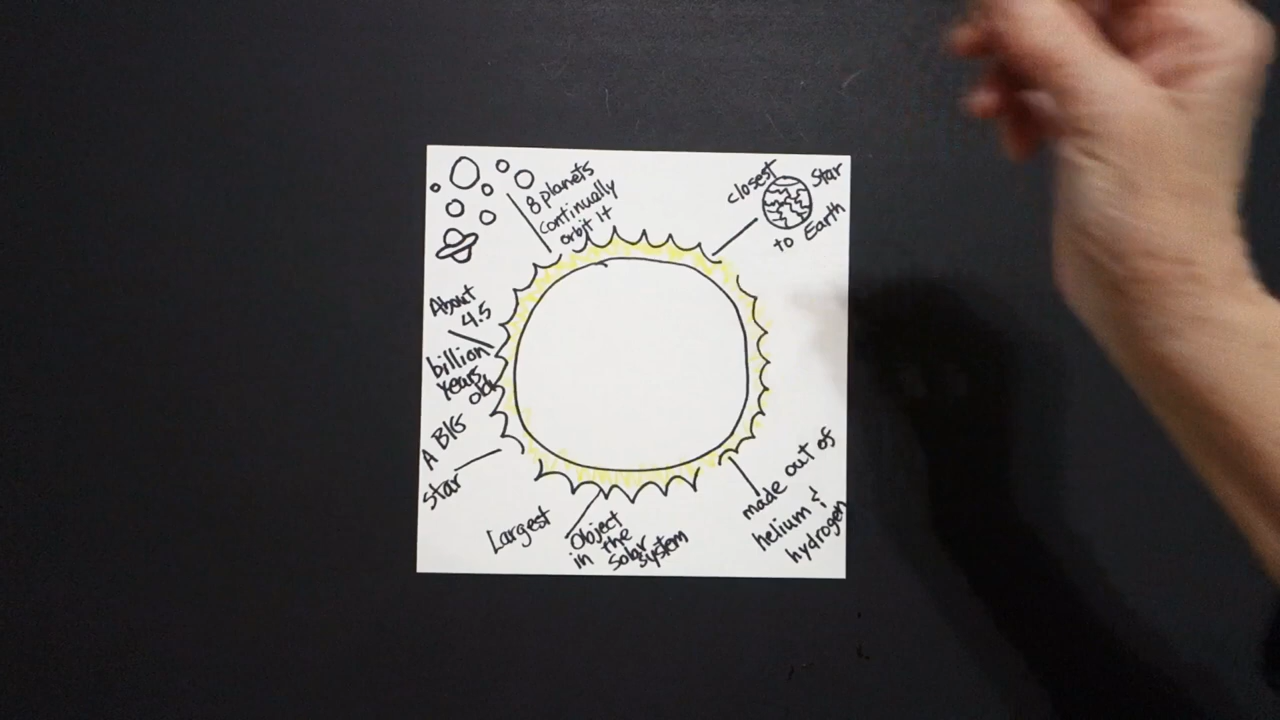 8 planets
continually
orbit it
closest Star
to Earth
About
4.5
billion
years
old
A BIG
Star
Largest
Object
in the
solar
system
made out of
helium &
hydrogen